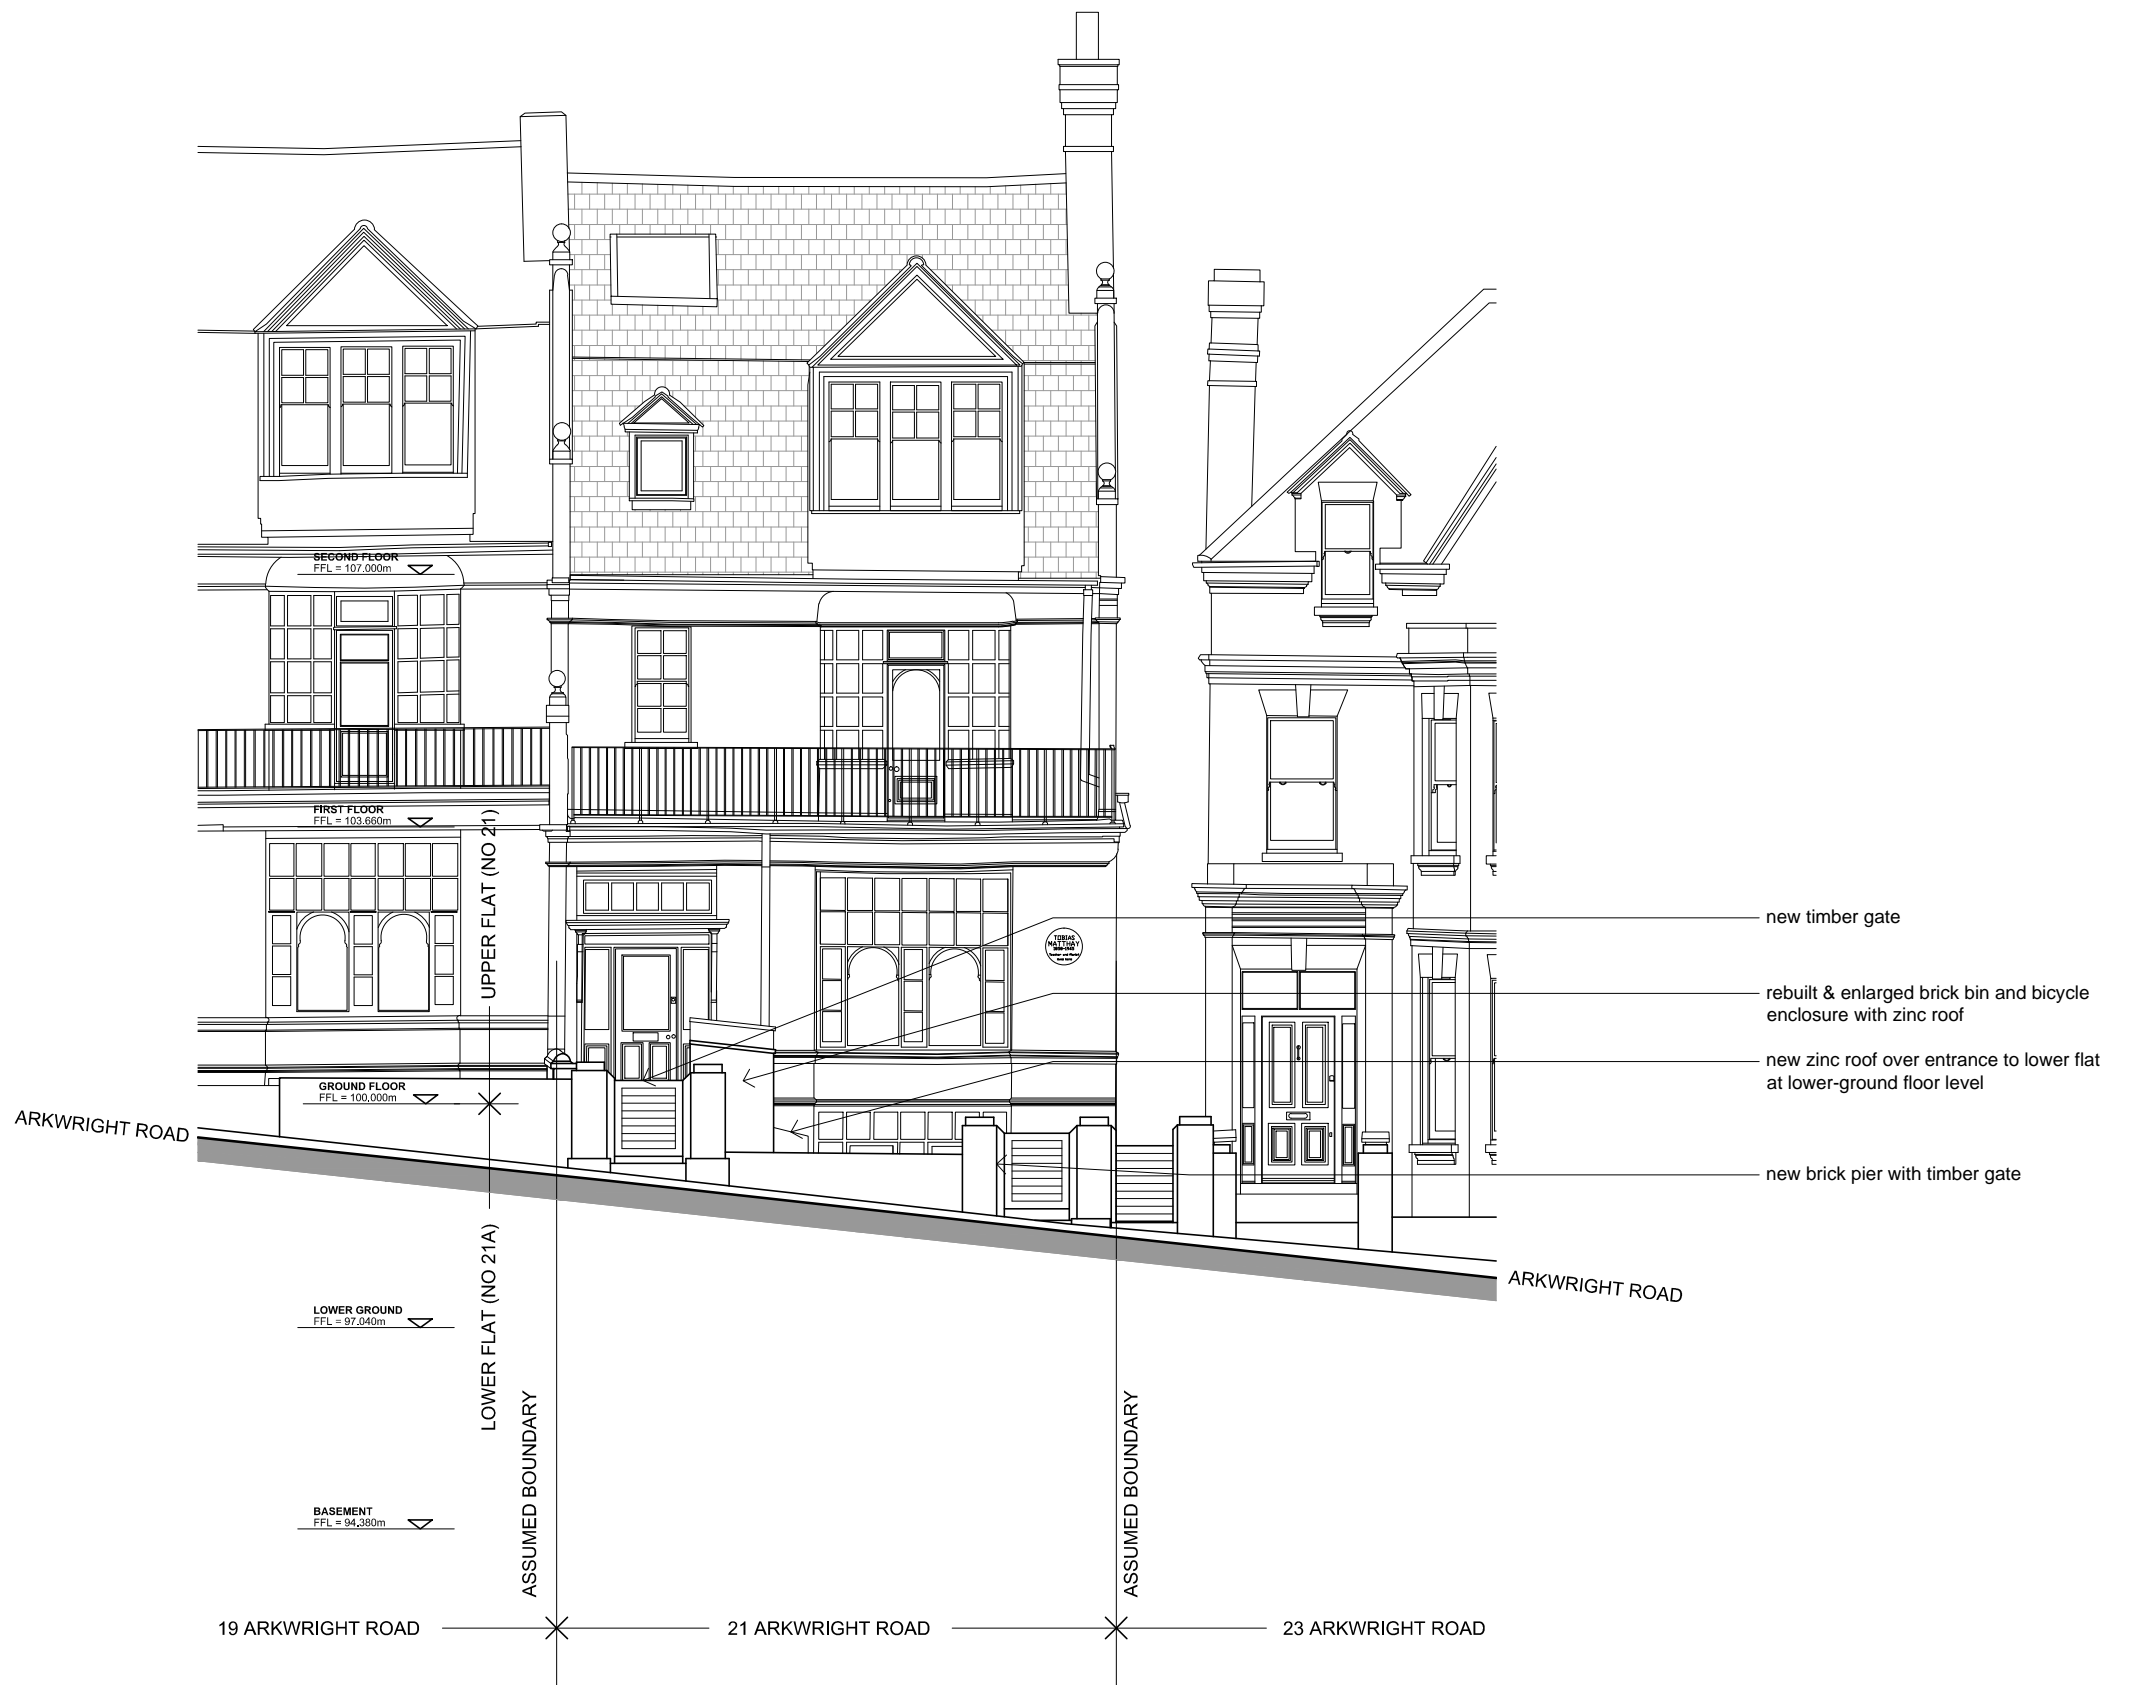 SECOND FLOOR
FFL = 107.000m
FIRST FLOOR
FFL = 103.660m
UPPER FLAT (NO 21)
new timber gate
TOBIAS
MATTHAY
rebuilt & enlarged brick bin and bicycle
enclosure with zinc roof
new zinc roof over entrance to lower flat
at lower-ground floor level
GROUND FLOOR
FFL = 100.000m
ARKWRIGHT ROAD
new brick pier with timber gate
ARKWRIGHT ROAD
LOWER GROUND
FFL = 97.040m
LOWER FLAT (NO 21A)
ASSUMED BOUNDARY
ASSUMED BOUNDARY
BASEMENT
FFL = 94.380m
19 ARKWRIGHT ROAD
21 ARKWRIGHT ROAD
23 ARKWRIGHT ROAD